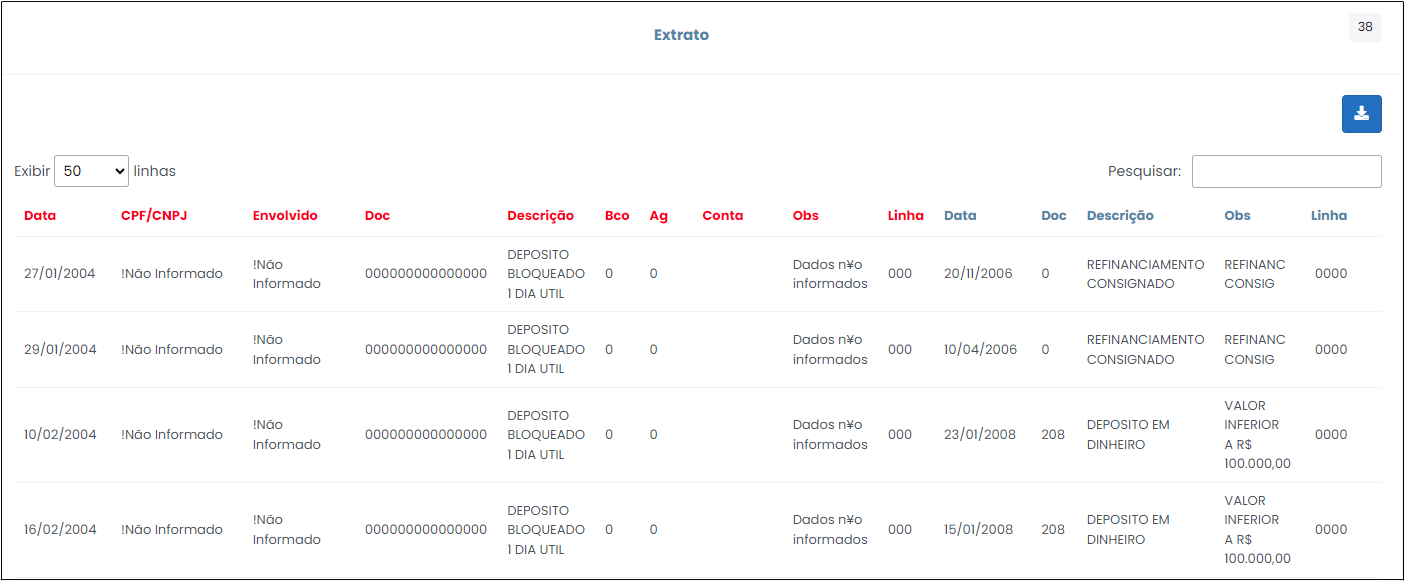 Extrato
38
Exibir 50 linhas
Pesquisar:
Data CPF/CNPJ Envolvido Doc Descrição Bco Ag Conta Obs Linha Data Doc Descrição Obs Linha
27/01/2004 !Não Informado !Não Informado 000000000000000 DEPOSITO BLOQUEADO 1 DIA UTIL 0 0 Dados n¥o informados 000 20/11/2006 0 REFINANCIAMENTO CONSIGNADO REFINANC CONSIG 0000
29/01/2004 !Não Informado !Não Informado 000000000000000 DEPOSITO BLOQUEADO 1 DIA UTIL 0 0 Dados n¥o informados 000 10/04/2006 0 REFINANCIAMENTO CONSIGNADO REFINANC CONSIG 0000
10/02/2004 !Não Informado !Não Informado 000000000000000 DEPOSITO BLOQUEADO 1 DIA UTIL 0 0 Dados n¥o informados 000 23/01/2008 208 DEPOSITO EM DINHEIRO VALOR INFERIOR A R$ 100.000,00 0000
16/02/2004 !Não Informado !Não Informado 000000000000000 DEPOSITO BLOQUEADO 1 DIA UTIL 0 0 Dados n¥o informados 000 15/01/2008 208 DEPOSITO EM DINHEIRO VALOR INFERIOR A R$ 100.000,00 0000